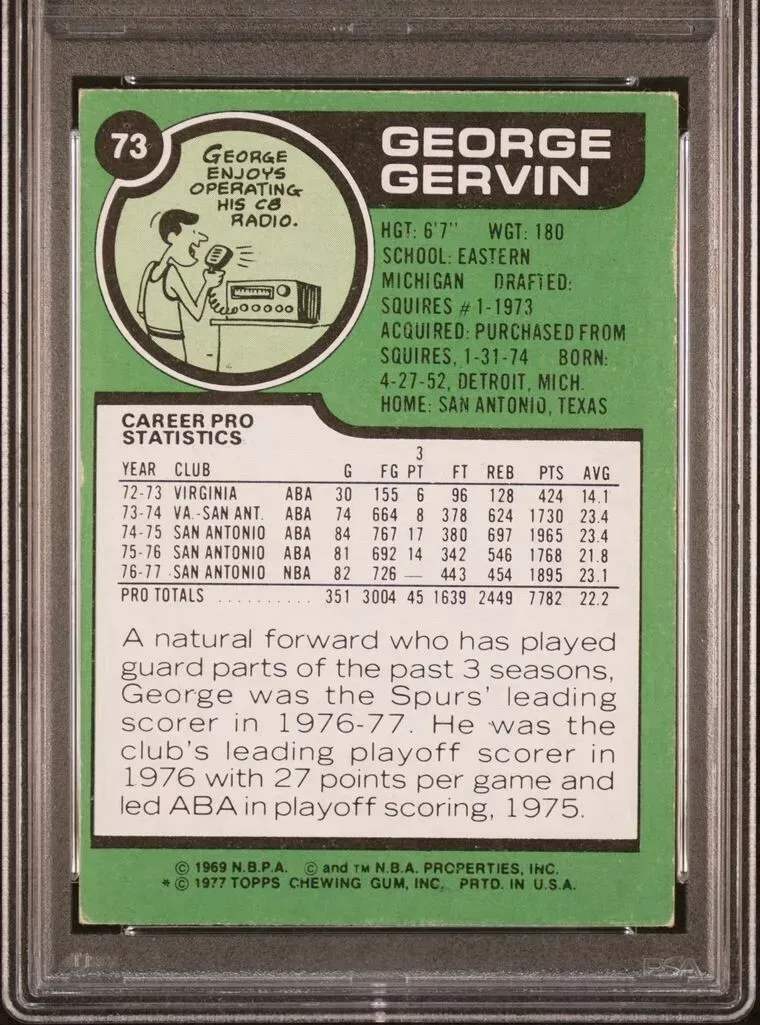 73
GEORGE
ENJOYS
OPERATING
HIS CB
RADIO.
GEORGE
GERVIN
HGT: 6'7" WGT: 180
SCHOOL: EASTERN
MICHIGAN DRAFTED:
SQUIRES #1-1973
ACQUIRED: PURCHASED FROM
SQUIRES, 1-31-74 BORN:
4-27-52, DETROIT, MICH.
HOME: SAN ANTONIO, TEXAS
CAREER PRO
STATISTICS
3
YEAR CLUB G FG PT FT REB PTS AVG
72-73 VIRGINIA ABA 30 155 6 96 128 424 14.1
73-74 VA.-SAN ANT. ABA 74 664 8 378 624 1730 23.4
74-75 SAN ANTONIO ABA 84 767 17 380 697 1965 23.4
75-76 SAN ANTONIO ABA 81 692 14 342 546 1768 21.8
76-77 SAN ANTONIO NBA 82 726 — 443 454 1895 23.1
PRO TOTALS .......... 351 3004 45 1639 2449 7782 22.2
A natural forward who has played
guard parts of the past 3 seasons,
George was the Spurs' leading
scorer in 1976-77. He was the
club's leading playoff scorer in
1976 with 27 points per game and
led ABA in playoff scoring, 1975.
© 1969 N.B.P.A. © and TM N.B.A. PROPERTIES, INC.
* © 1977 TOPPS CHEWING GUM, INC. PRTD. IN U.S.A.
PSA